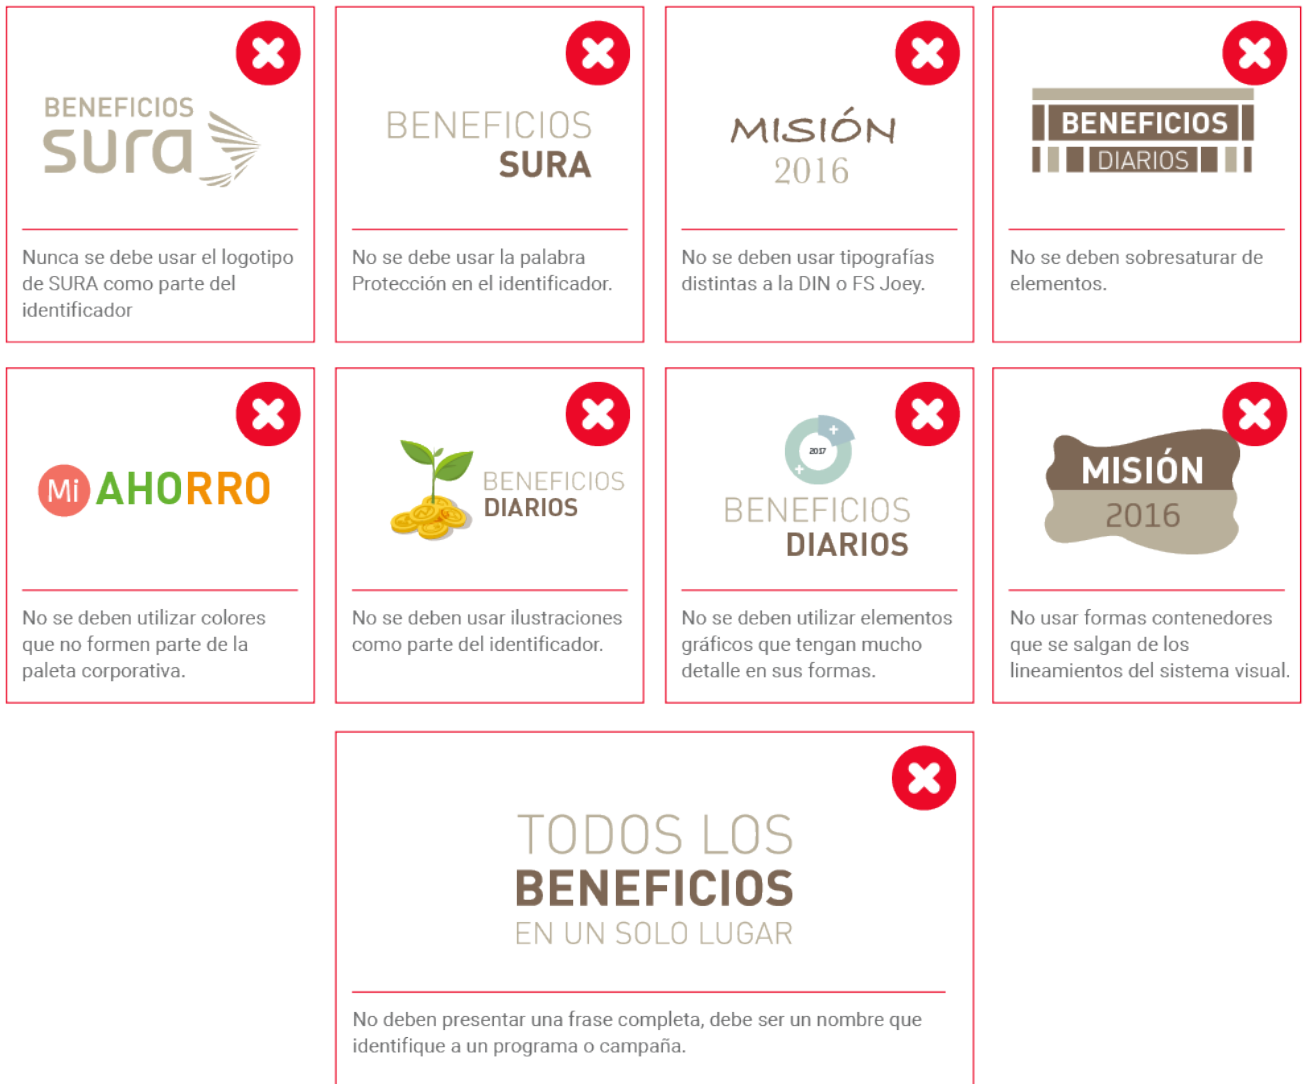 BENEFICIOS
sura
Nunca se debe usar el logotipo
de SURA como parte del
identificador
BENEFICIOS
SURA
No se debe usar la palabra
Protección en el identificador.
MISIÓN
2016
No se deben usar tipografías
distintas a la DIN o FS Joey.
BENEFICIOS
DIARIOS
No se deben sobresaturar de
elementos.
Mi AHORRO
No se deben utilizar colores
que no formen parte de la
paleta corporativa.
BENEFICIOS
DIARIOS
No se deben usar ilustraciones
como parte del identificador.
2017
BENEFICIOS
DIARIOS
No se deben utilizar elementos
gráficos que tengan mucho
detalle en sus formas.
MISIÓN
2016
No usar formas contenedores
que se salgan de los
lineamientos del sistema visual.
TODOS LOS
BENEFICIOS
EN UN SOLO LUGAR
No deben presentar una frase completa, debe ser un nombre que
identifique a un programa o campaña.